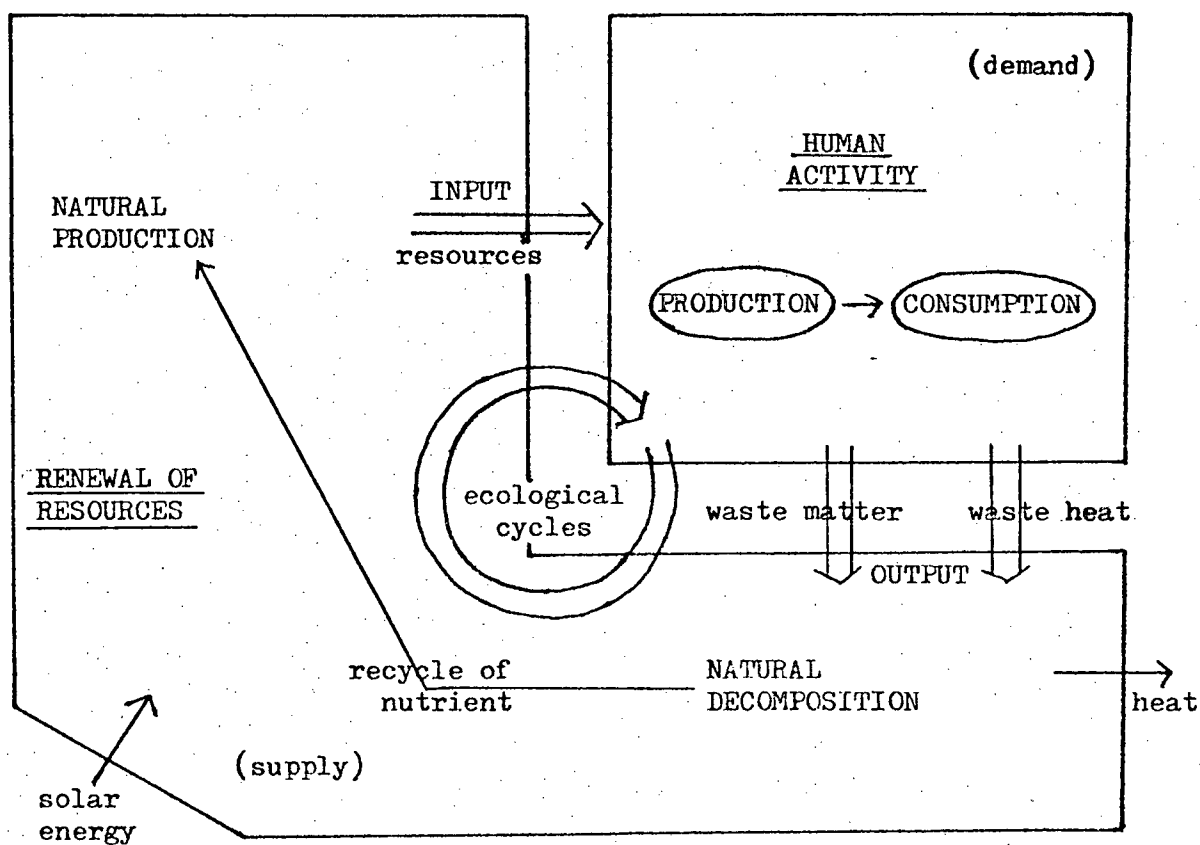 (demand)
HUMAN
ACTIVITY
INPUT
resources
NATURAL
PRODUCTION
PRODUCTION
CONSUMPTION
RENEWAL OF
RESOURCES
ecological
cycles
waste matter
waste heat
OUTPUT
recycle of
nutrient
NATURAL
DECOMPOSITION
heat
(supply)
solar
energy